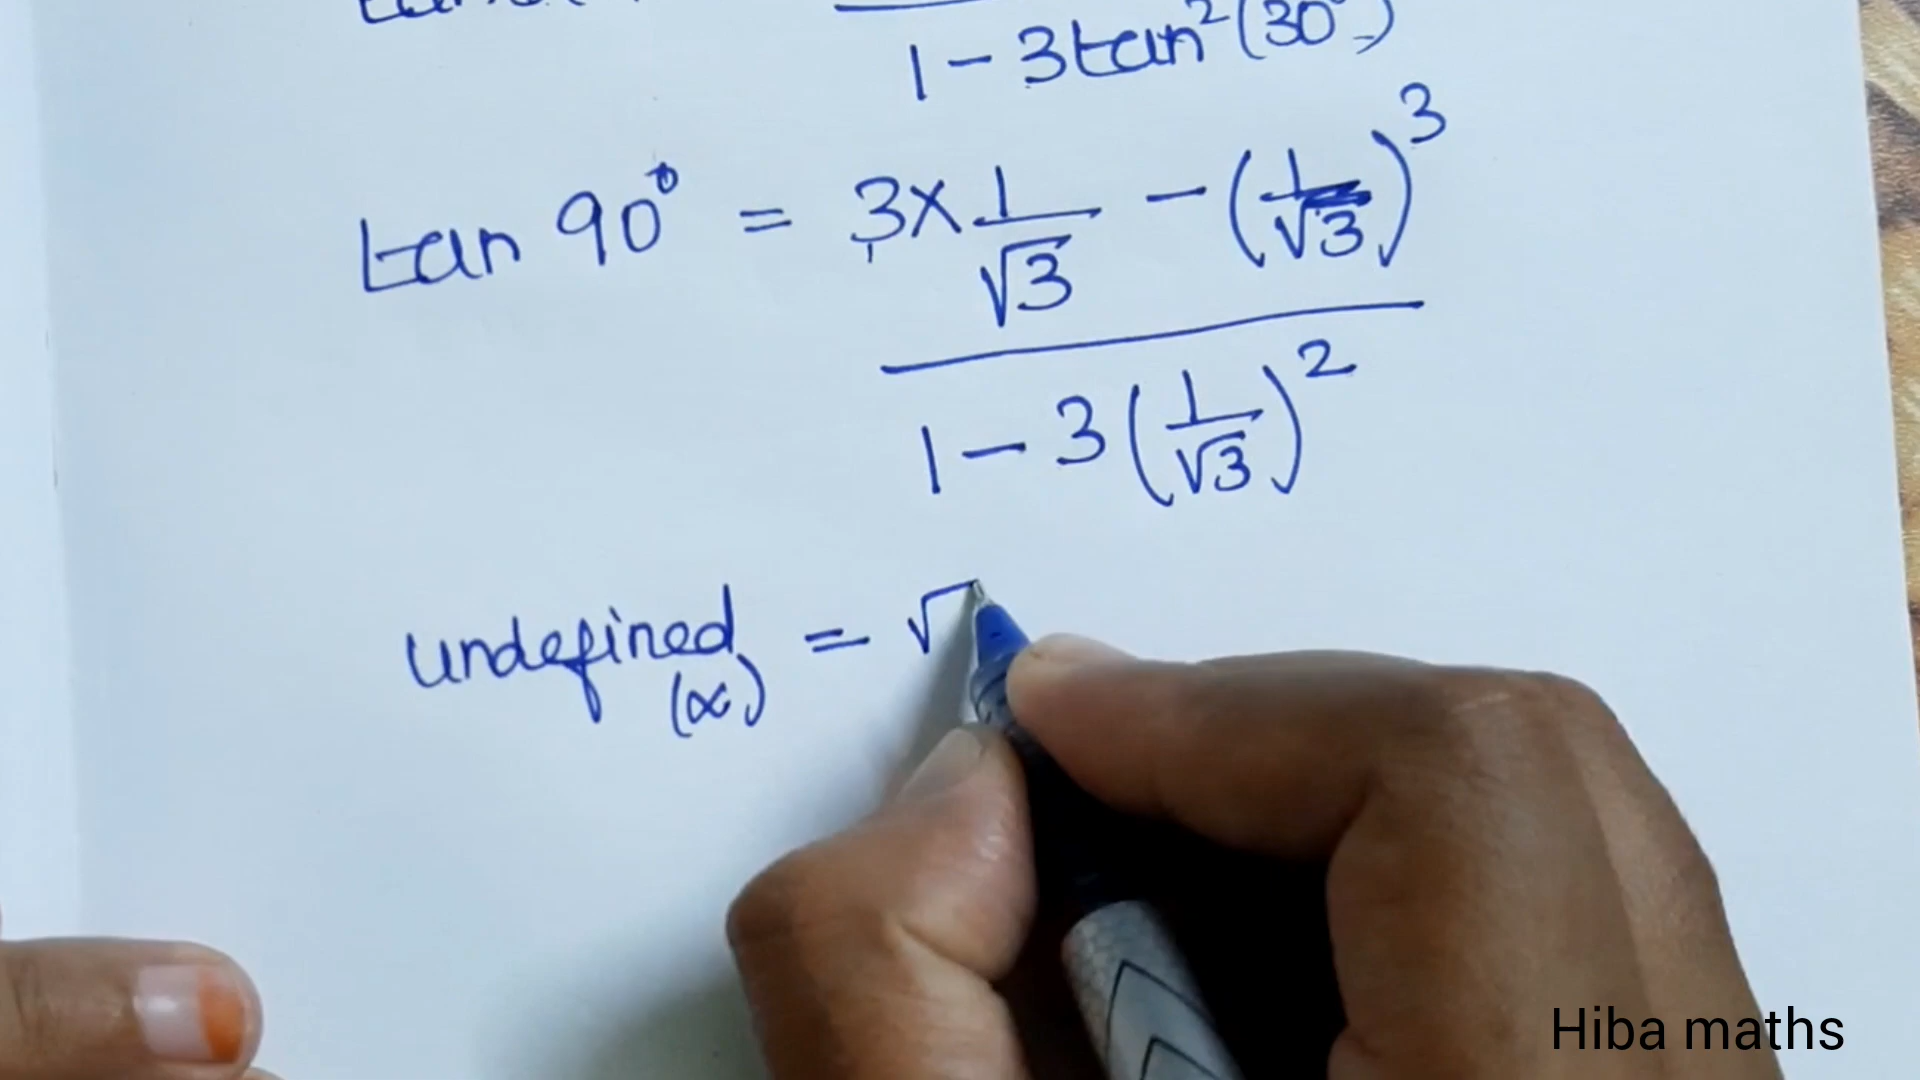 1 - 3tan²(30°)
tan 90° = 3 × 1/√3 - (1/√3)³
1 - 3(1/√3)²
undefined = √
(∝)
Hiba maths